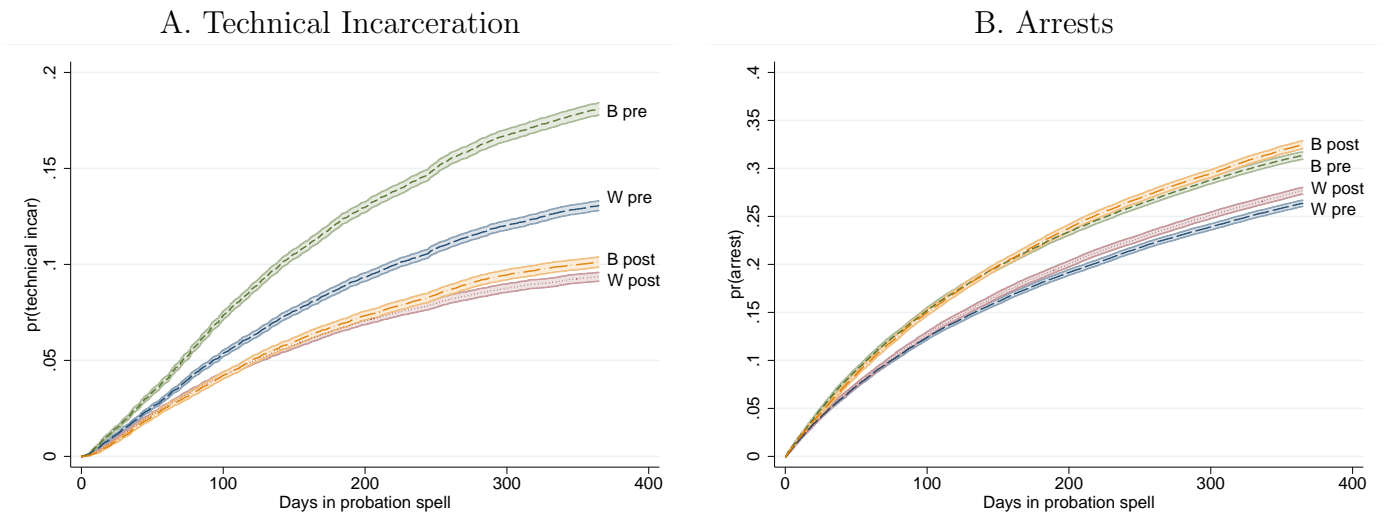 A. Technical Incarceration
pr(technical incar)
.2
.15
.1
.05
0
B pre
W pre
B post
W post
0 100 200 300 400
Days in probation spell
B. Arrests
pr(arrest)
.4
.35
.3
.25
.2
.15
.1
.05
0
B post
B pre
W post
W pre
0 100 200 300 400
Days in probation spell